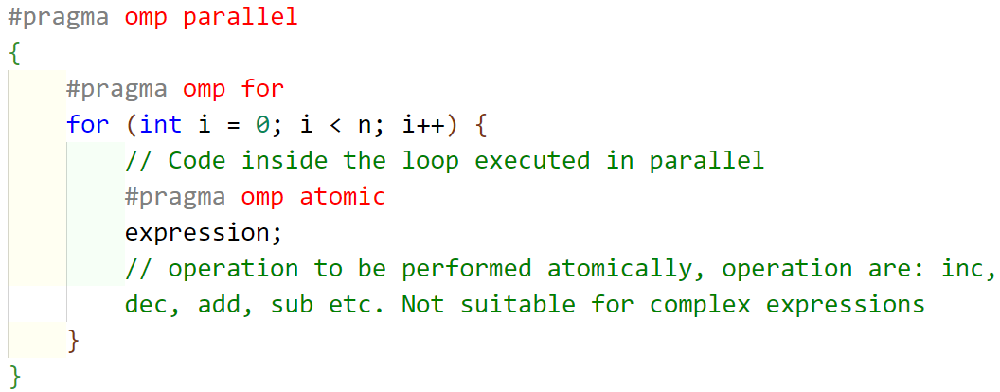 #pragma omp parallel
{
    #pragma omp for
    for (int i = 0; i < n; i++) {
        // Code inside the loop executed in parallel
        #pragma omp atomic
        expression;
        // operation to be performed atomically, operation are: inc,
        dec, add, sub etc. Not suitable for complex expressions
    }
}